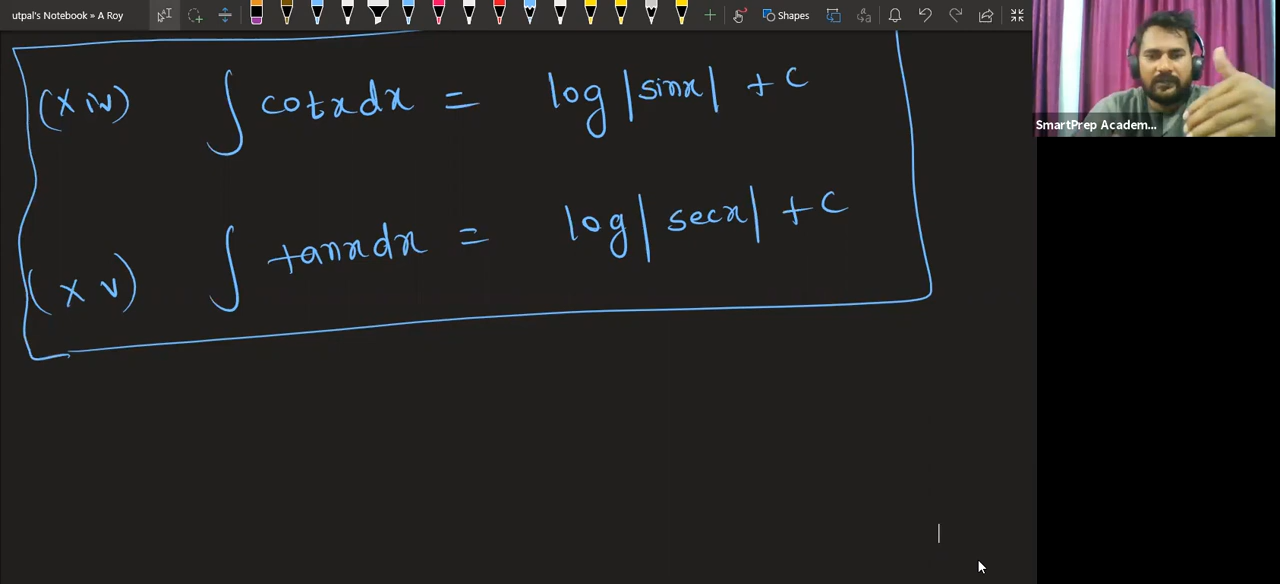 utpal's Notebook » A Roy
Shapes
SmartPrep Academ...
(xiv) ∫ cotx dx = log |sinx| + c
(xv) ∫ tanx dx = log | secx | + c